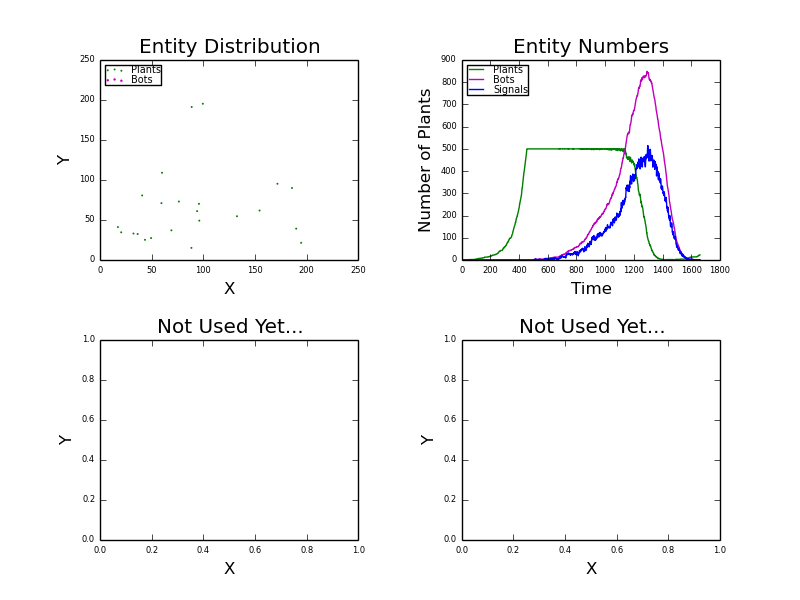 Entity Distribution
250
200
150
100
50
0
Y
Plants
Bots
0 50 100 150 200 250
X
Entity Numbers
900
800
700
600
500
400
300
200
100
0
Number of Plants
Plants
Bots
Signals
0 200 400 600 800 1000 1200 1400 1600 1800
Time
Not Used Yet...
1.0
0.8
0.6
0.4
0.2
0.0
Y
0.0 0.2 0.4 0.6 0.8 1.0
X
Not Used Yet...
1.0
0.8
0.6
0.4
0.2
0.0
Y
0.0 0.2 0.4 0.6 0.8 1.0
X